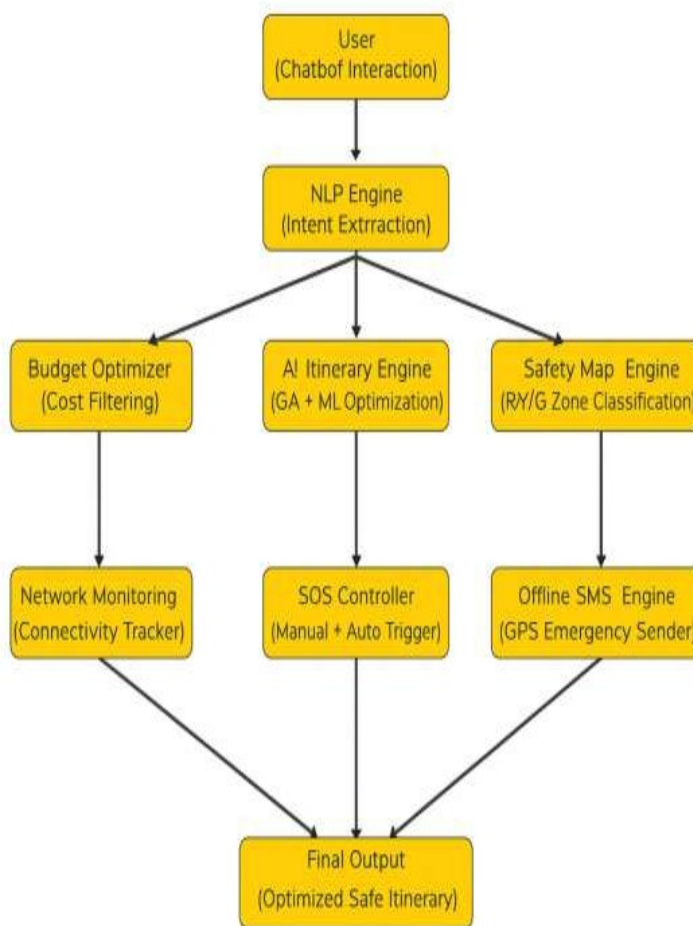 User
(Chatbof Interaction)
NLP Engine
(Intent Extrraction)
Budget Optimizer
(Cost Filtering)
A! Itinerary Engine
(GA + ML Optimization)
Safety Map Engine
(R⁄Y/G Zone Classification)
Network Monitoring
(Connectivity Tracker)
SOS Controller
(Manual + Auto Trigger)
Offline SMS Engine
(GPS Emergency Sender)
Final Output
(Optimized Safe Itinerary)